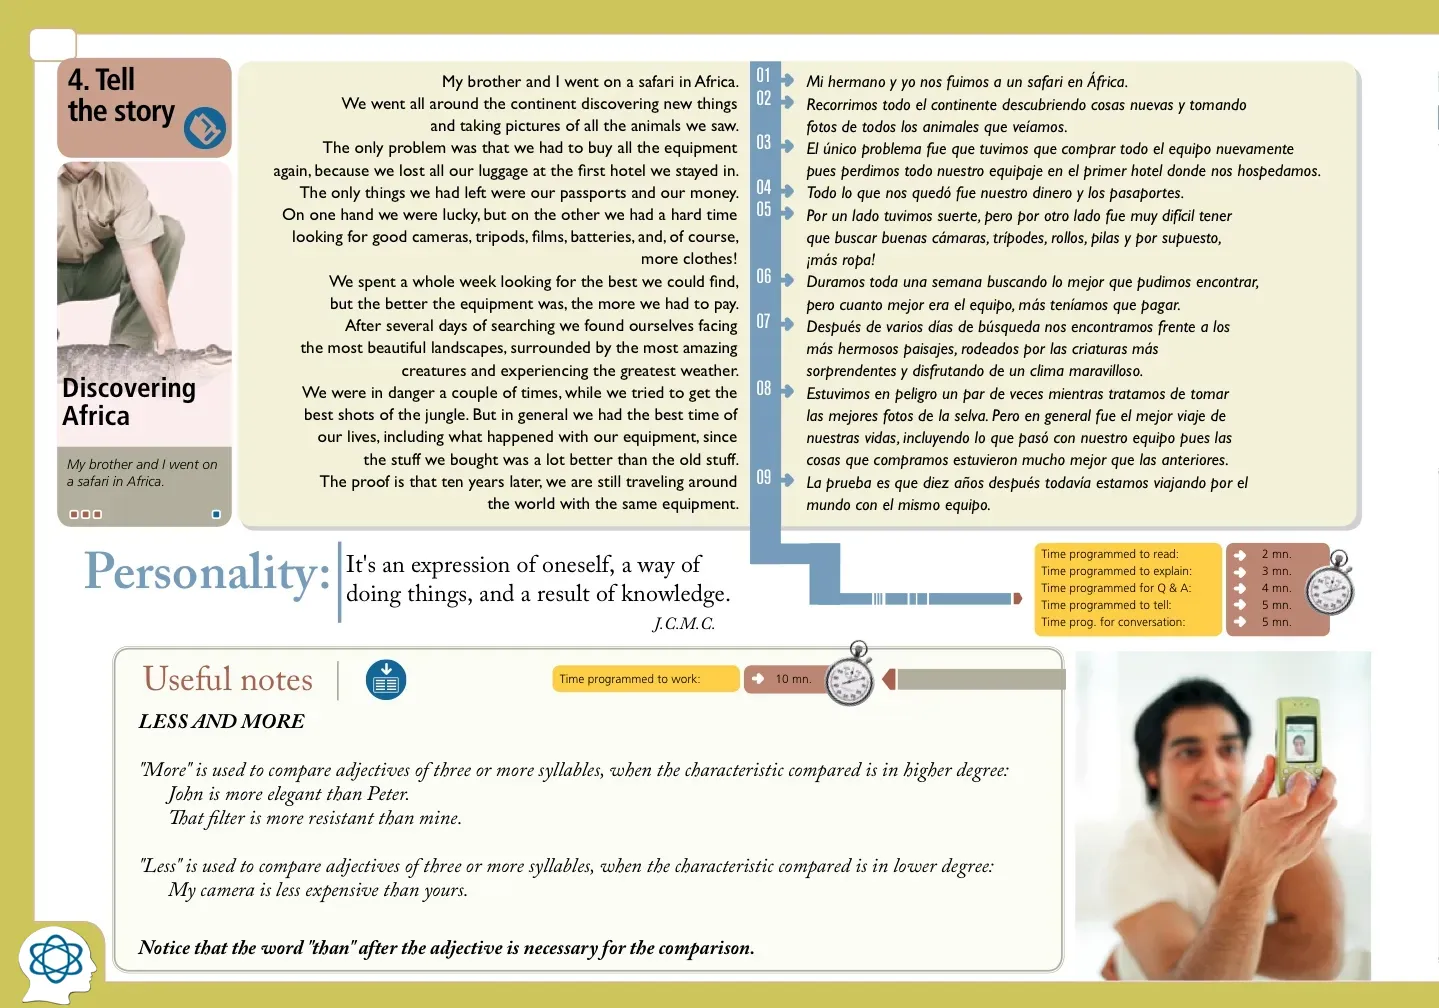 4. Tell
the story
Discovering
Africa
My brother and I went on
a safari in Africa.
My brother and I went on a safari in Africa.
We went all around the continent discovering new things
and taking pictures of all the animals we saw.
The only problem was that we had to buy all the equipment
again, because we lost all our luggage at the first hotel we stayed in.
The only things we had left were our passports and our money.
On one hand we were lucky, but on the other we had a hard time
looking for good cameras, tripods, films, batteries, and, of course,
more clothes!
We spent a whole week looking for the best we could find,
but the better the equipment was, the more we had to pay.
After several days of searching we found ourselves facing
the most beautiful landscapes, surrounded by the most amazing
creatures and experiencing the greatest weather.
We were in danger a couple of times, while we tried to get the
best shots of the jungle. But in general we had the best time of
our lives, including what happened with our equipment, since
the stuff we bought was a lot better than the old stuff.
The proof is that ten years later, we are still traveling around
the world with the same equipment.
01
02
03
04
05
06
07
08
09
Mi hermano y yo nos fuimos a un safari en África.
Recorrimos todo el continente descubriendo cosas nuevas y tomando
fotos de todos los animales que veíamos.
El único problema fue que tuvimos que comprar todo el equipo nuevamente
pues perdimos todo nuestro equipaje en el primer hotel donde nos hospedamos.
Todo lo que nos quedó fue nuestro dinero y los pasaportes.
Por un lado tuvimos suerte, pero por otro lado fue muy difícil tener
que buscar buenas cámaras, trípodes, rollos, pilas y por supuesto,
¡más ropa!
Duramos toda una semana buscando lo mejor que pudimos encontrar,
pero cuanto mejor era el equipo, más teníamos que pagar.
Después de varios días de búsqueda nos encontramos frente a los
más hermosos paisajes, rodeados por las criaturas más
sorprendentes y disfrutando de un clima maravilloso.
Estuvimos en peligro un par de veces mientras tratamos de tomar
las mejores fotos de la selva. Pero en general fue el mejor viaje de
nuestras vidas, incluyendo lo que pasó con nuestro equipo pues las
cosas que compramos estuvieron mucho mejor que las anteriores.
La prueba es que diez años después todavía estamos viajando por el
mundo con el mismo equipo.
Personality:
It's an expression of oneself, a way of
doing things, and a result of knowledge.
J.C.M.C.
Time programmed to read: 2 mn.
Time programmed to explain: 3 mn.
Time programmed for Q & A: 4 mn.
Time programmed to tell: 5 mn.
Time prog. for conversation: 5 mn.
Useful notes
Time programmed to work: 10 mn.
LESS AND MORE
"More" is used to compare adjectives of three or more syllables, when the characteristic compared is in higher degree:
John is more elegant than Peter.
That filter is more resistant than mine.
"Less" is used to compare adjectives of three or more syllables, when the characteristic compared is in lower degree:
My camera is less expensive than yours.
Notice that the word "than" after the adjective is necessary for the comparison.